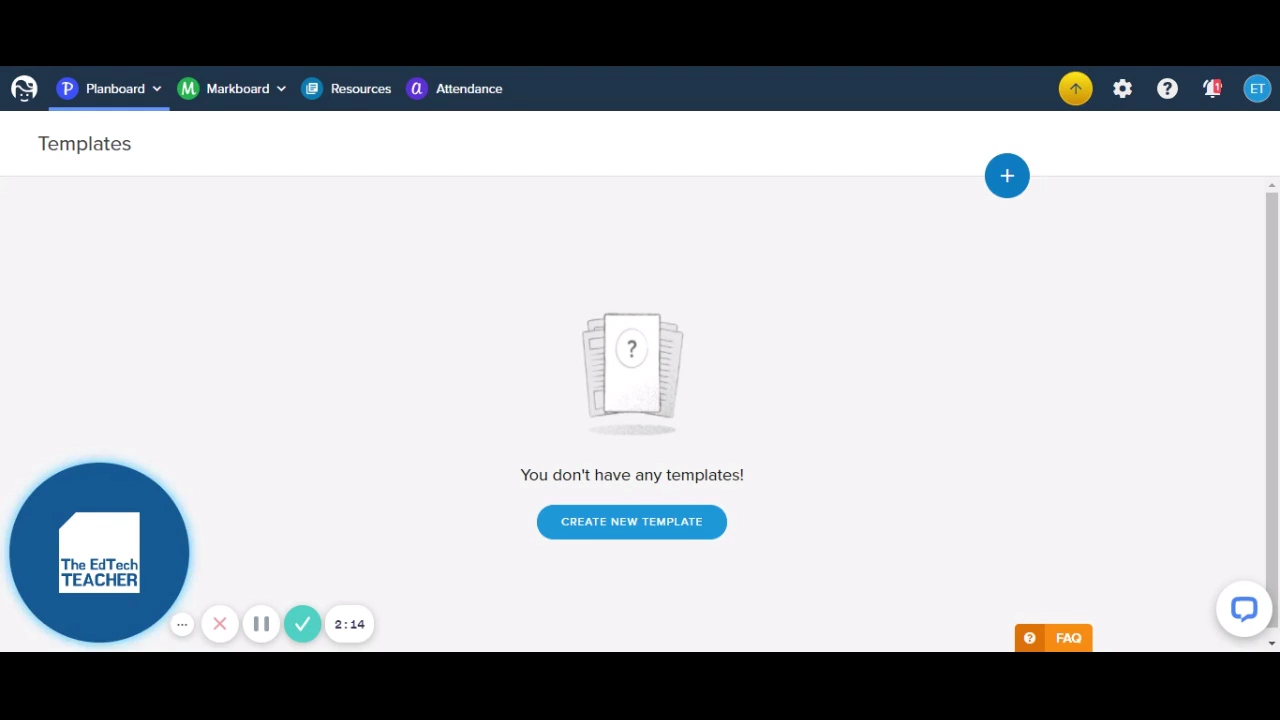 Planboard
Markboard
Resources
Attendance
1
ET
Templates
+
?
You don't have any templates!
CREATE NEW TEMPLATE
The EdTech
TEACHER
...
2:14
? FAQ